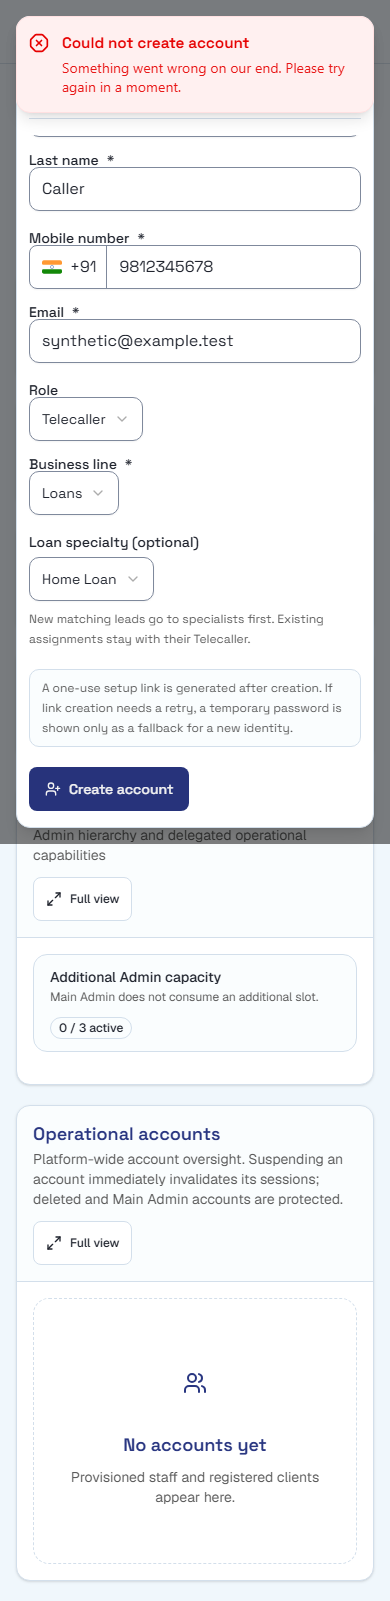 Could not create account
Something went wrong on our end. Please try
again in a moment.
Last name *
Caller
Mobile number *
+91 9812345678
Email *
synthetic@example.test
Role
Telecaller
Business line *
Loans
Loan specialty (optional)
Home Loan
New matching leads go to specialists first. Existing
assignments stay with their Telecaller.
A one-use setup link is generated after creation. If
link creation needs a retry, a temporary password is
shown only as a fallback for a new identity.
Create account
Admin hierarchy and delegated operational
capabilities
Full view
Additional Admin capacity
Main Admin does not consume an additional slot.
0 / 3 active
Operational accounts
Platform-wide account oversight. Suspending an
account immediately invalidates its sessions;
deleted and Main Admin accounts are protected.
Full view
No accounts yet
Provisioned staff and registered clients
appear here.